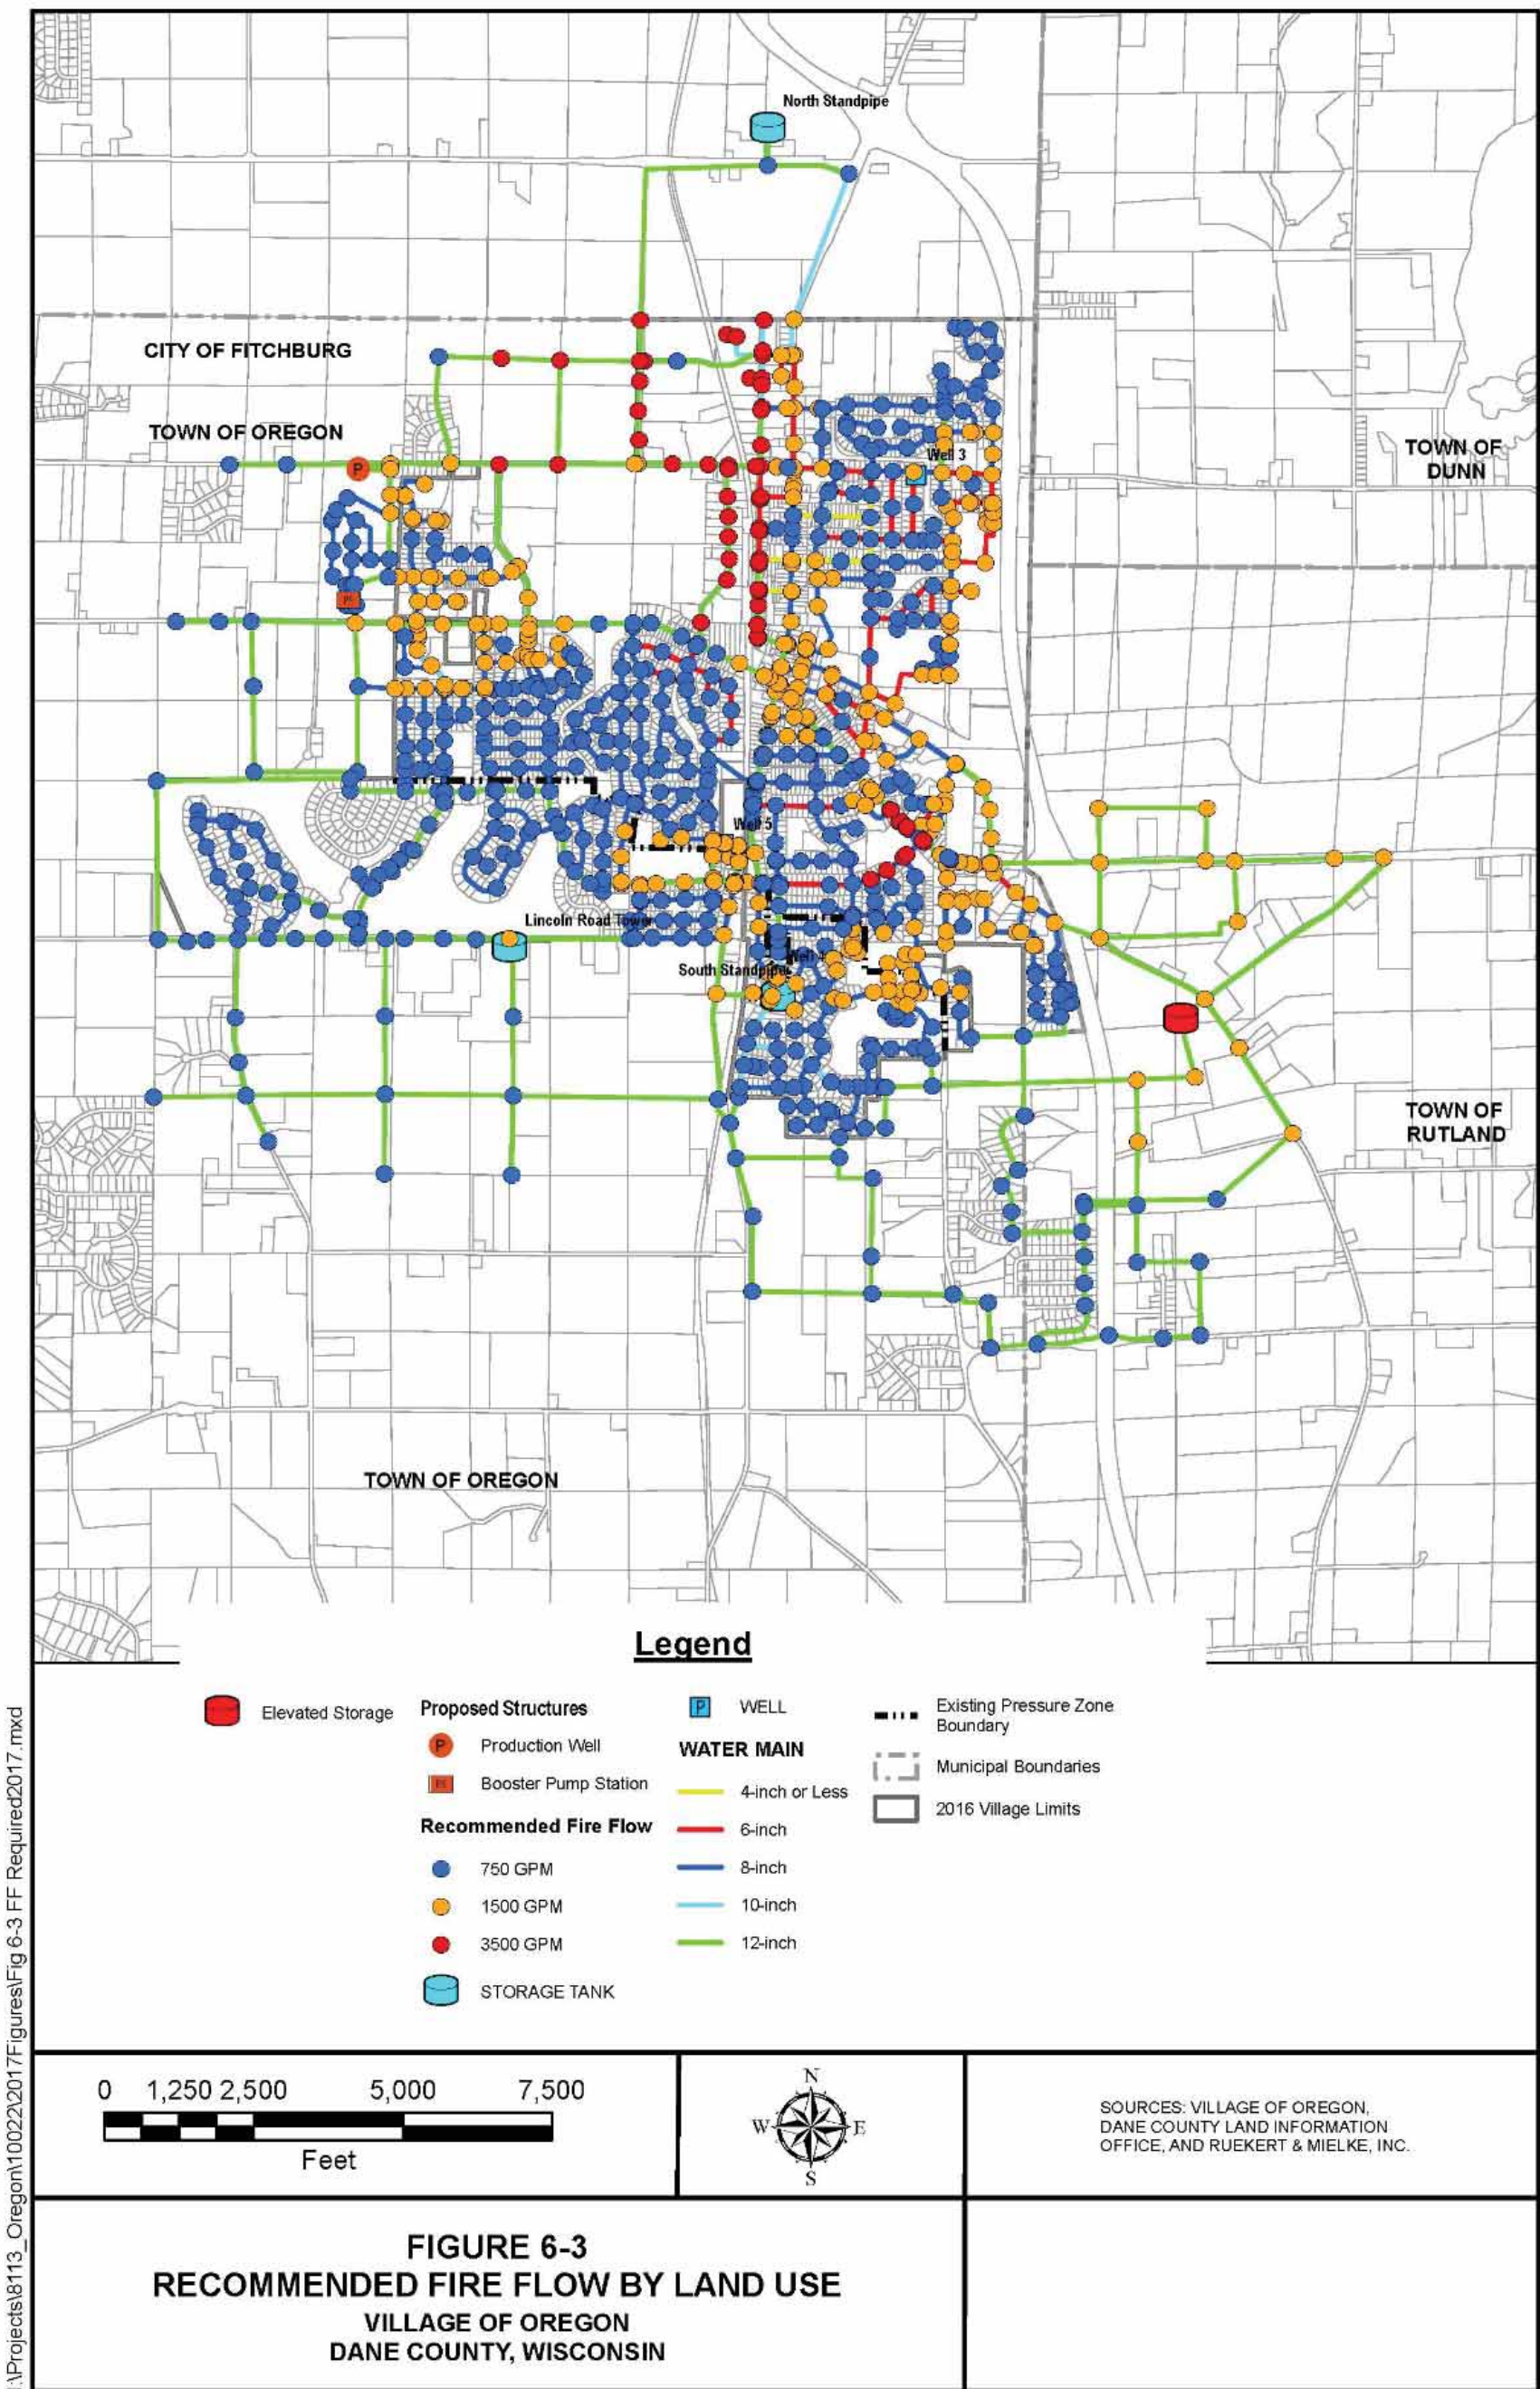 North Standpipe
CITY OF FITCHBURG
TOWN OF OREGON
Well 3
TOWN OF
DUNN
P
Well 5
Lincoln Road Tower
South Standpipe
TOWN OF
RUTLAND
TOWN OF OREGON
Legend
Elevated Storage
Proposed Structures
P Production Well
Booster Pump Station
Recommended Fire Flow
750 GPM
1500 GPM
3500 GPM
STORAGE TANK
P WELL
WATER MAIN
4-inch or Less
6-inch
8-inch
10-inch
12-inch
Existing Pressure Zone
Boundary
Municipal Boundaries
2016 Village Limits
0 1,250 2,500 5,000 7,500
Feet
N
W E
S
SOURCES: VILLAGE OF OREGON,
DANE COUNTY LAND INFORMATION
OFFICE, AND RUEKERT & MIELKE, INC.
FIGURE 6-3
RECOMMENDED FIRE FLOW BY LAND USE
VILLAGE OF OREGON
DANE COUNTY, WISCONSIN
:\Projects\8113_Oregon\10022\2017Figures\Fig 6-3 FF Required2017.mxd